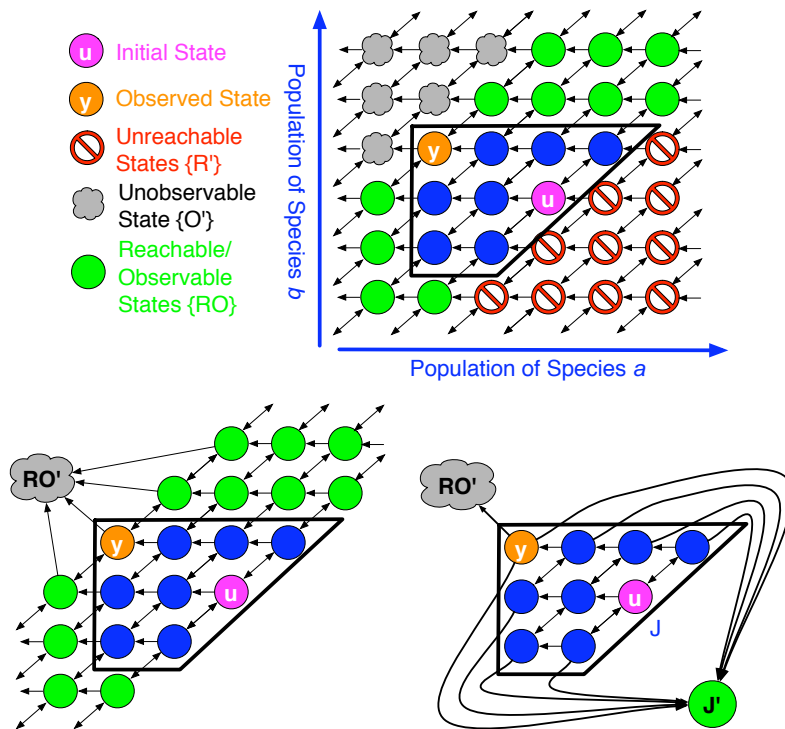 u Initial State
y Observed State
Unreachable
States {R'}
Unobservable
State {O'}
Reachable/
Observable
States {RO}
Population of Species b
y
u
Population of Species a
RO'
y
u
RO'
y
u
J
J'